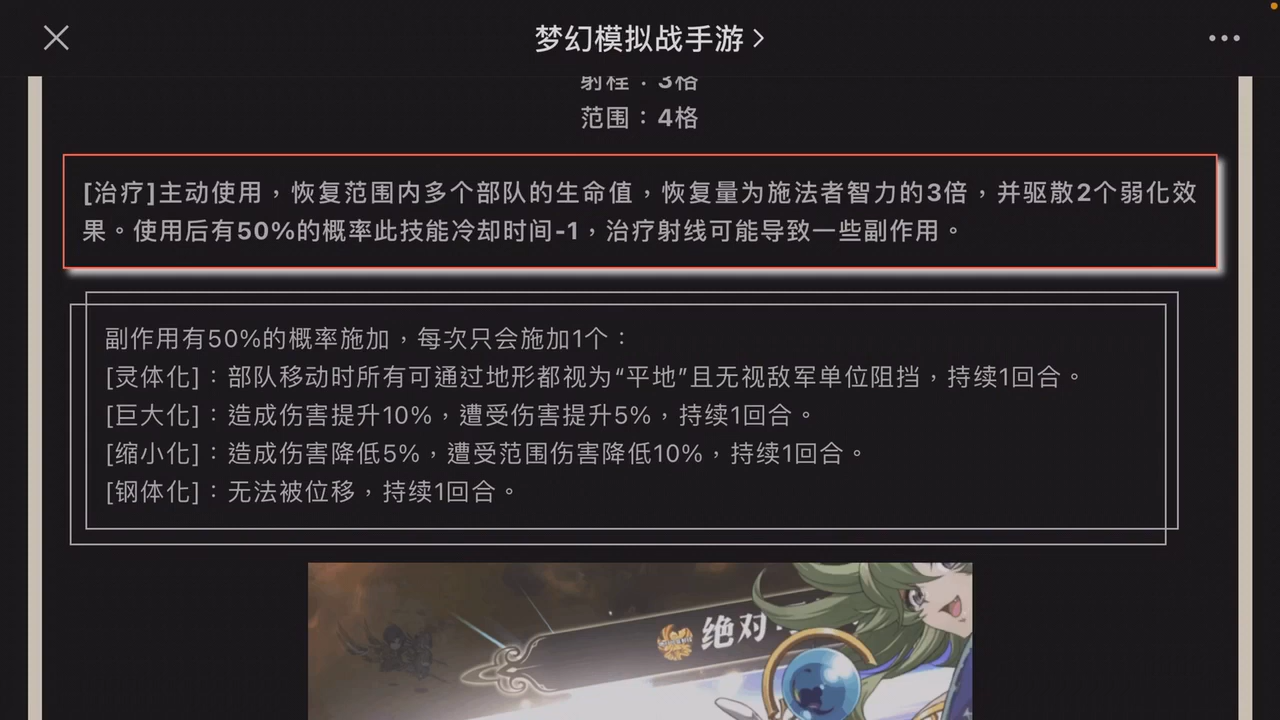 梦幻模拟战手游
射程：3格
范围：4格
[治疗]主动使用，恢复范围内多个部队的生命值，恢复量为施法者智力的3倍，并驱散2个弱化效
果。使用后有50%的概率此技能冷却时间-1，治疗射线可能导致一些副作用。
副作用有50%的概率施加，每次只会施加1个：
[灵体化]：部队移动时所有可通过地形都视为“平地”且无视敌军单位阻挡，持续1回合。
[巨大化]：造成伤害提升10%，遭受伤害提升5%，持续1回合。
[缩小化]：造成伤害降低5%，遭受范围伤害降低10%，持续1回合。
[钢体化]：无法被位移，持续1回合。
绝对